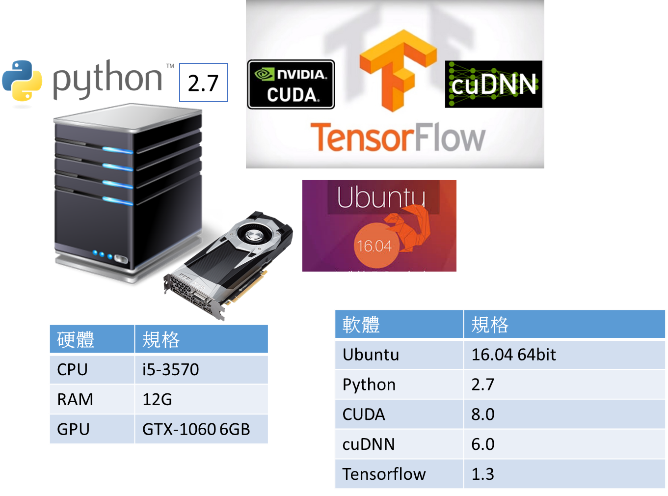 python™
2.7
NVIDIA.
CUDA.
cuDNN
TensorFlow
Ubuntu
16.04
硬體 規格
CPU i5-3570
RAM 12G
GPU GTX-1060 6GB
軟體 規格
Ubuntu 16.04 64bit
Python 2.7
CUDA 8.0
cuDNN 6.0
Tensorflow 1.3